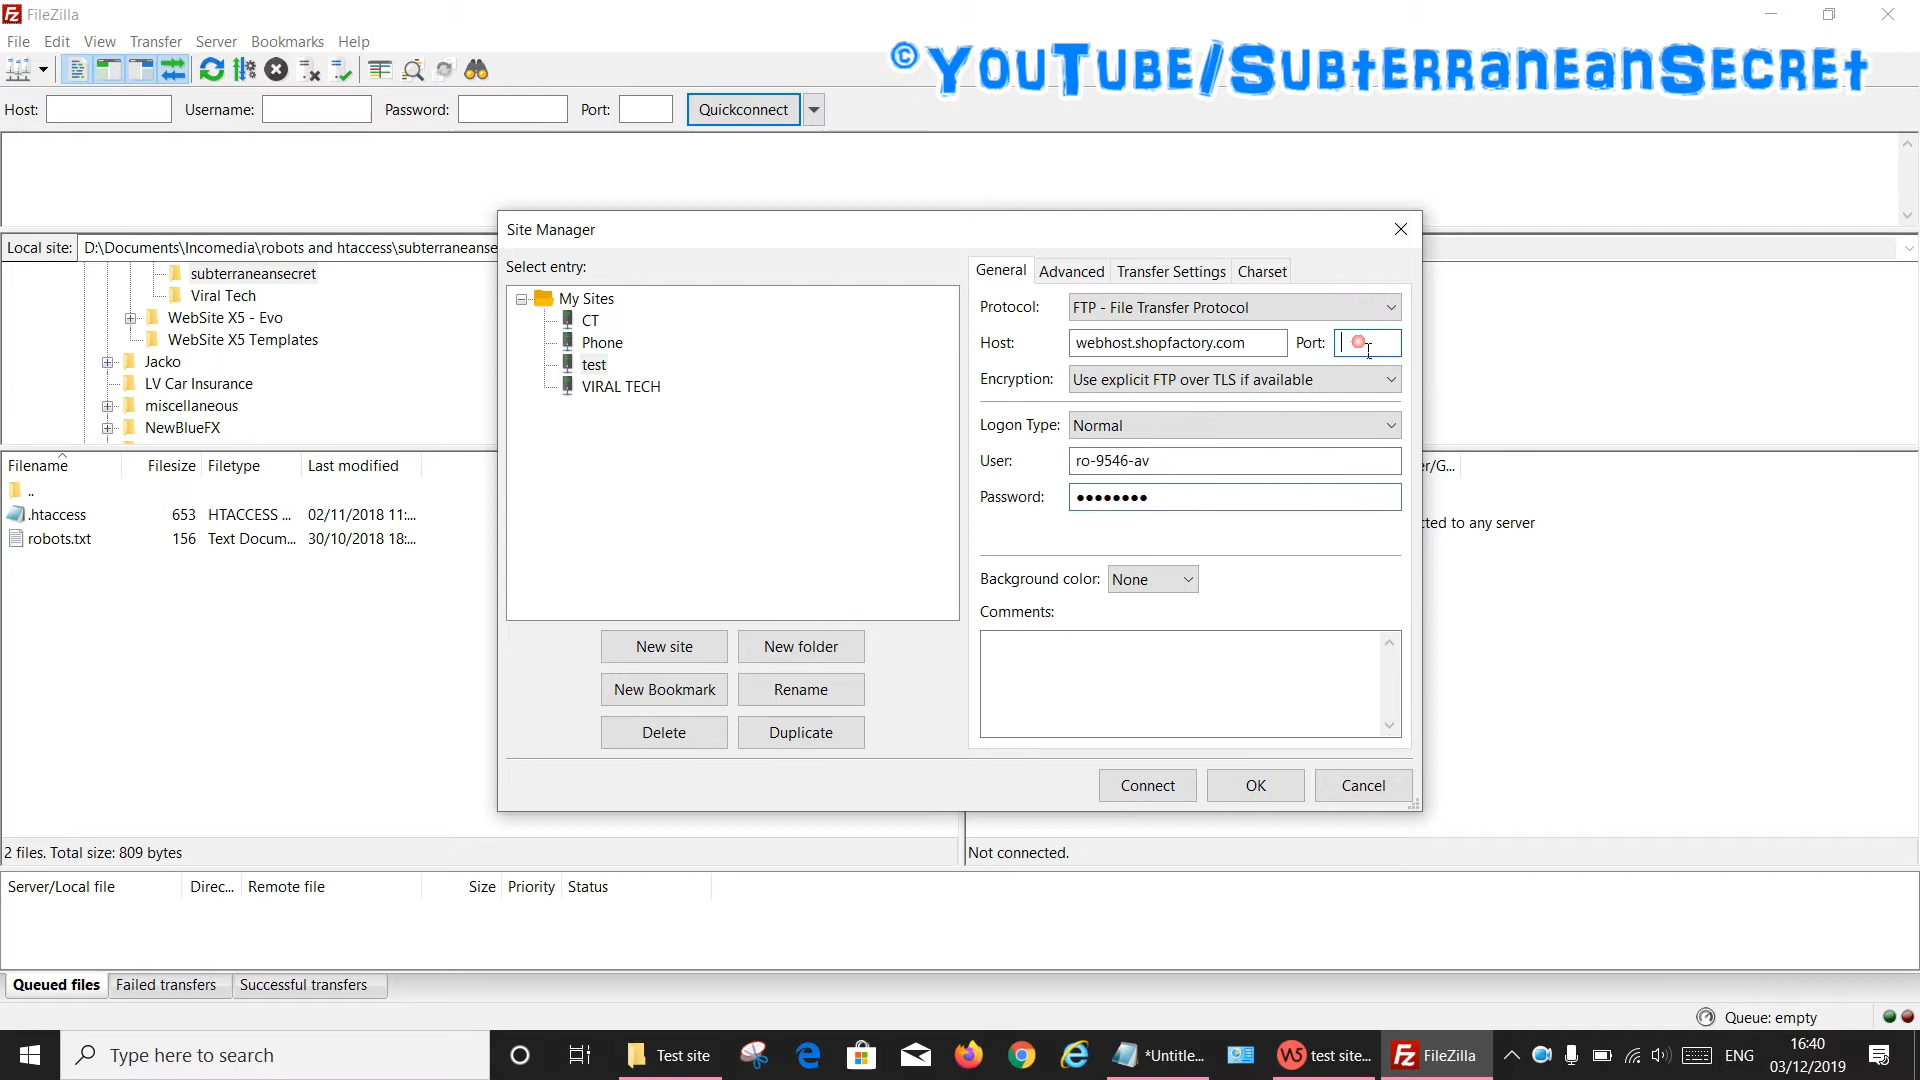 FileZilla
File Edit View Transfer Server Bookmarks Help
© YouTube/SubterraneanSecret
Host: Username: Password: Port: Quickconnect
Local site: D:\Documents\Incomedia\robots and htaccess\subterraneanse
subterraneansecret
Viral Tech
WebSite X5 - Evo
WebSite X5 Templates
Jacko
LV Car Insurance
miscellaneous
NewBlueFX
Filename Filesize Filetype Last modified
..
.htaccess 653 HTACCESS ... 02/11/2018 11:...
robots.txt 156 Text Docum... 30/10/2018 18:...
2 files. Total size: 809 bytes
Site Manager
Select entry:
My Sites
CT
Phone
test
VIRAL TECH
New site New folder
New Bookmark Rename
Delete Duplicate
General Advanced Transfer Settings Charset
Protocol: FTP - File Transfer Protocol
Host: webhost.shopfactory.com Port:
Encryption: Use explicit FTP over TLS if available
Logon Type: Normal
User: ro-9546-av
Password: ●●●●●●●●
Background color: None
Comments:
Connect OK Cancel
er/G...
cted to any server
Not connected.
Server/Local file Direc... Remote file Size Priority Status
Queued files Failed transfers Successful transfers
Queue: empty
Type here to search
Test site
*Untitle...
W5 test site...
FileZilla
ENG
16:40
03/12/2019